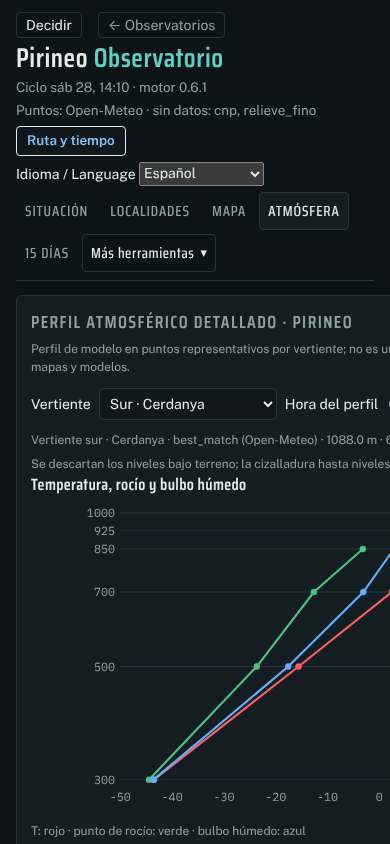 Decidir ← Observatorios
Pirineo Observatorio
Ciclo sáb 28, 14:10 · motor 0.6.1
Puntos: Open-Meteo · sin datos: cnp, relieve_fino
Ruta y tiempo
Idioma / Language Español
SITUACIÓN LOCALIDADES MAPA ATMÓSFERA
15 DÍAS Más herramientas ▾
PERFIL ATMOSFÉRICO DETALLADO · PIRINEO
Perfil de modelo en puntos representativos por vertiente; no es un
mapas y modelos.
Vertiente Sur · Cerdanya Hora del perfil
Vertiente sur · Cerdanya · best_match (Open-Meteo) · 1088.0 m · 6
Se descartan los niveles bajo terreno; la cizalladura hasta niveles
Temperatura, rocío y bulbo húmedo
1000
925
850
700
500
300
-50 -40 -30 -20 -10 0
T: rojo · punto de rocío: verde · bulbo húmedo: azul